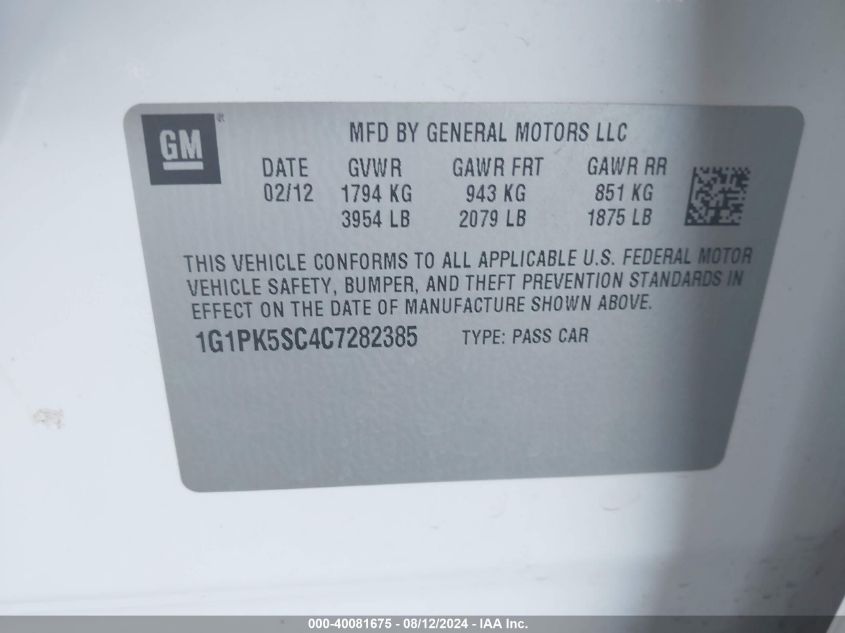 GM
MFD BY GENERAL MOTORS LLC
DATE GVWR GAWR FRT GAWR RR
02/12 1794 KG 943 KG 851 KG
3954 LB 2079 LB 1875 LB
THIS VEHICLE CONFORMS TO ALL APPLICABLE U.S. FEDERAL MOTOR
VEHICLE SAFETY, BUMPER, AND THEFT PREVENTION STANDARDS IN
EFFECT ON THE DATE OF MANUFACTURE SHOWN ABOVE.
1G1PK5SC4C7282385 TYPE: PASS CAR
000-40081675 - 08/12/2024 - IAA Inc.